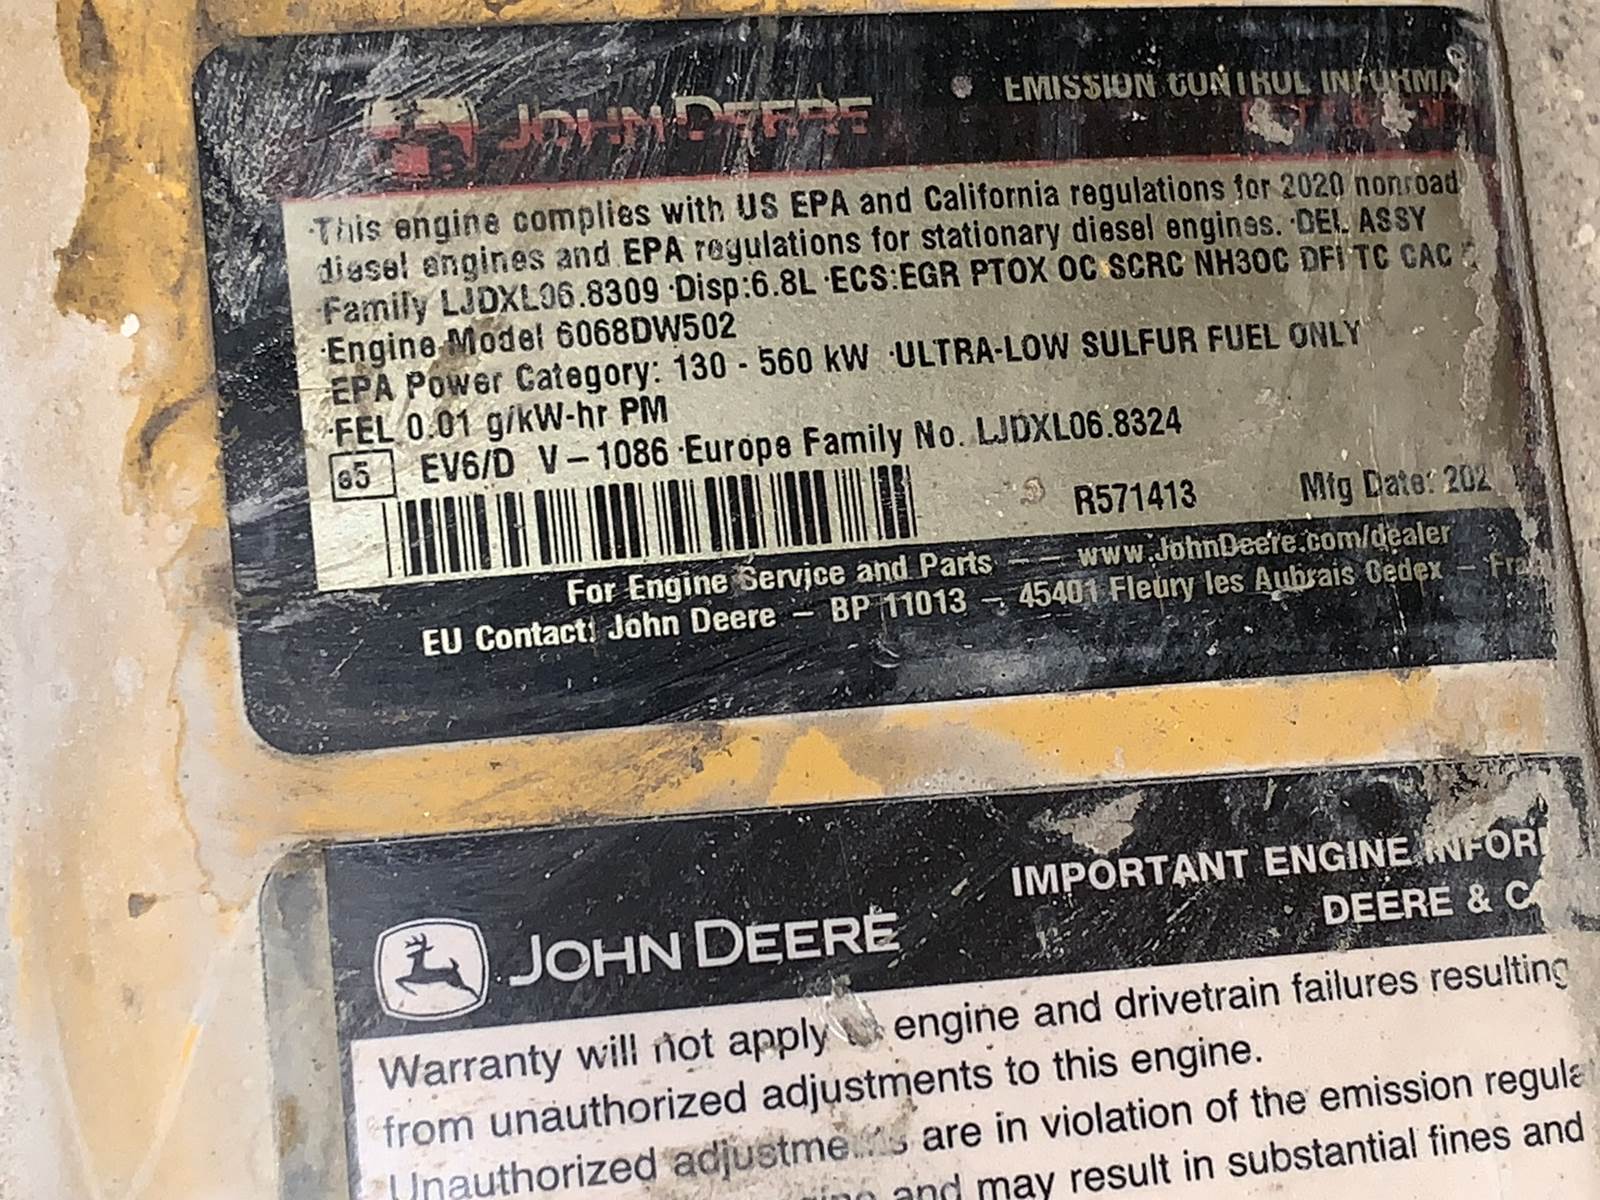 JOHN DEERE
EMISSION CONTROL INFORMA
·This engine complies with US EPA and California regulations for 2020 nonroad
diesel engines and EPA regulations for stationary diesel engines. ·DEL ASSY
·Family LJDXL06.8309 ·Disp:6.8L ·ECS:EGR PTOX OC SCRC NH3OC DFI TC CAC
·Engine Model 6068DW502
·EPA Power Category: 130 - 560 kW ·ULTRA-LOW SULFUR FUEL ONLY
·FEL 0.01 g/kW-hr PM
e5 EV6/D V – 1086 ·Europe Family No. LJDXL06.8324
R571413 Mfg Date: 202
For Engine Service and Parts — — www.JohnDeere.com/dealer
EU Contact: John Deere – BP 11013 – 45401 Fleury les Aubrais Cedex – Fra
IMPORTANT ENGINE INFOR
DEERE & CO
JOHN DEERE
Warranty will not apply engine and drivetrain failures resulting
from unauthorized adjustments to this engine.
Unauthorized adjustments are in violation of the emission regula
and may result in substantial fines and